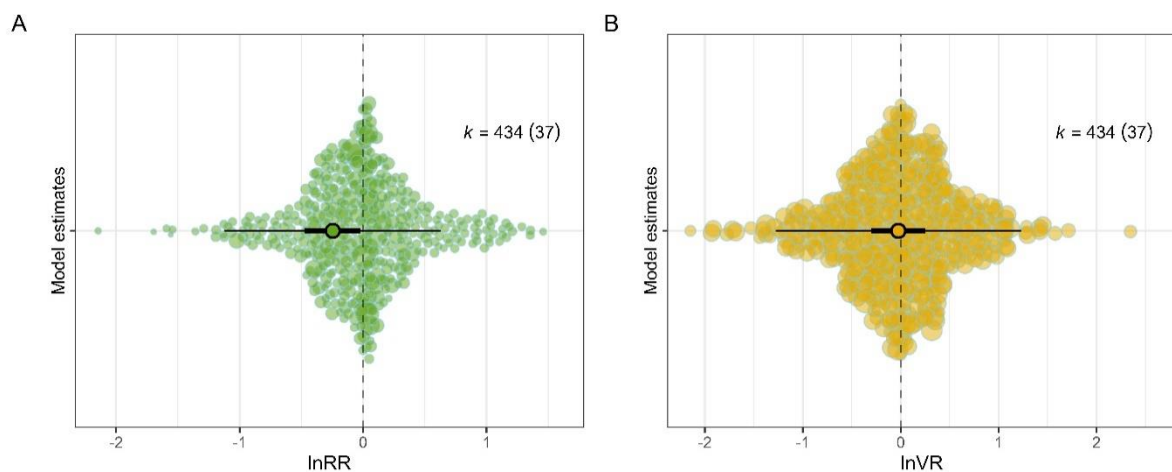 A
Model estimates
k = 434 (37)
-2
-1
0
1
lnRR
B
Model estimates
k = 434 (37)
-2
-1
0
1
2
lnVR